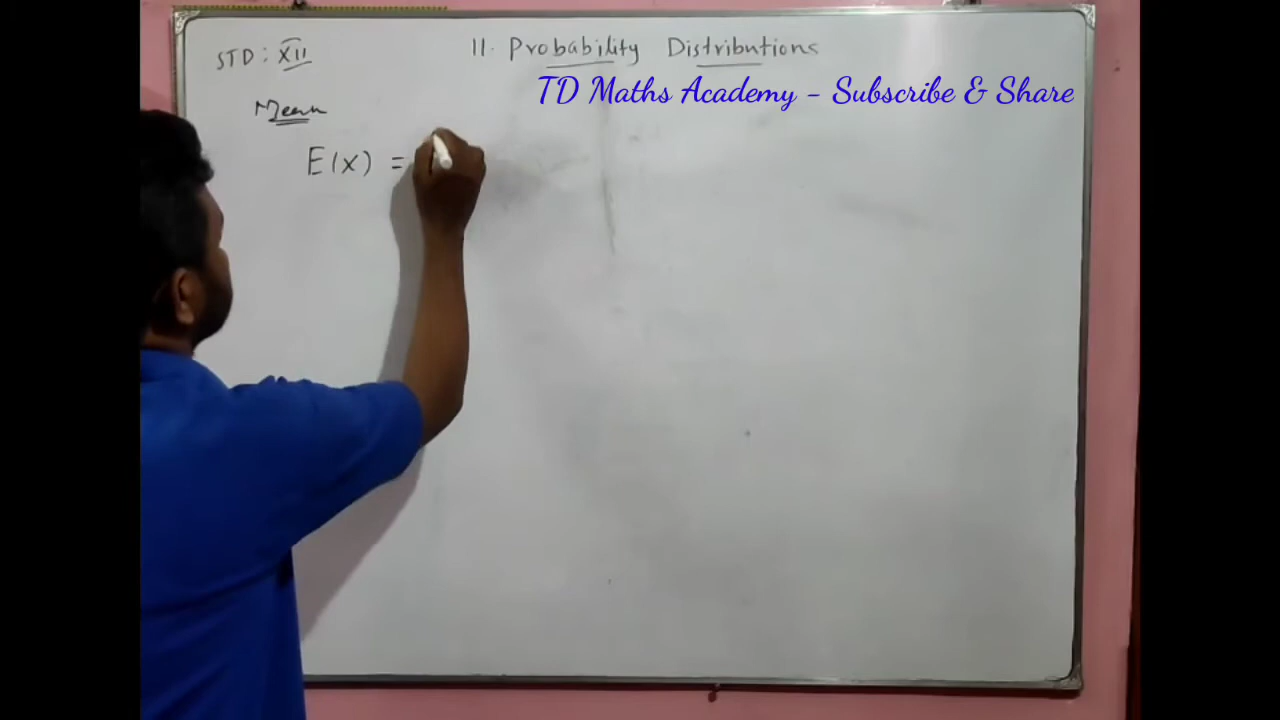 STD : XII
11. Probability Distributions
TD Maths Academy - Subscribe & Share
Mean
E(X) =